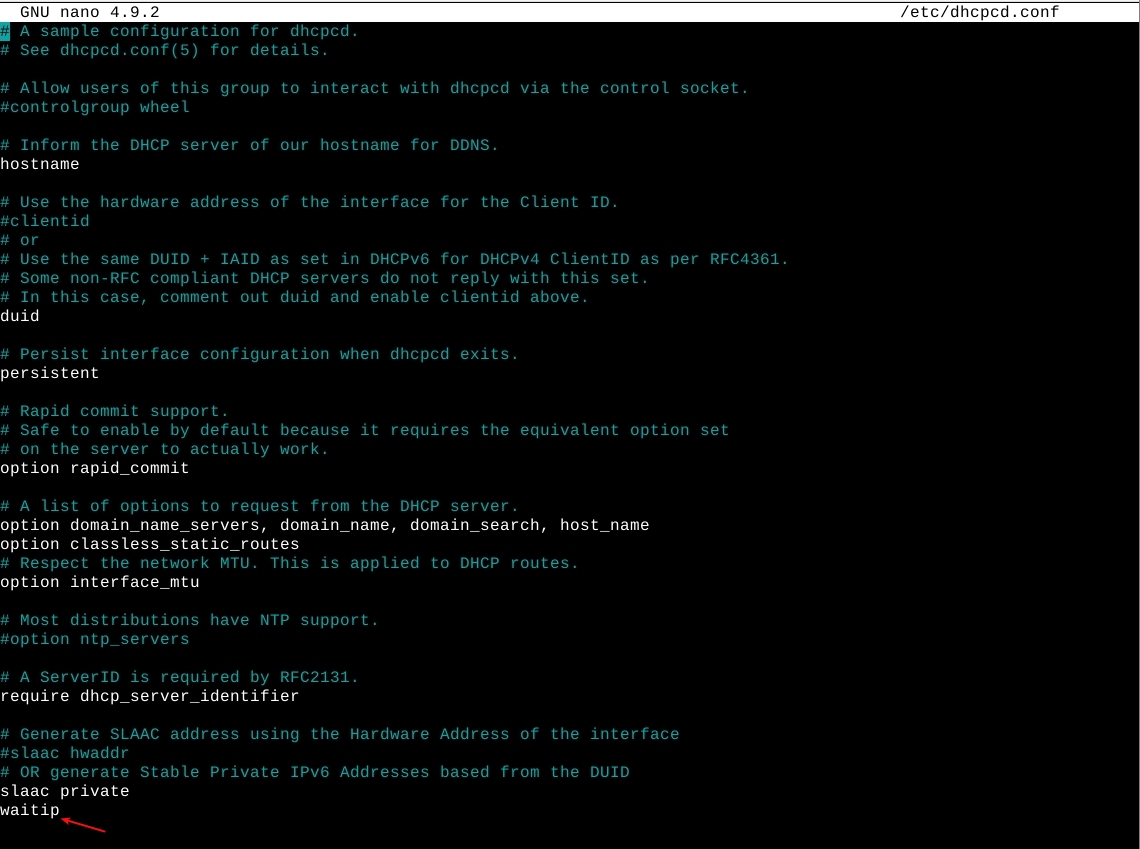 GNU nano 4.9.2 /etc/dhcpcd.conf
# A sample configuration for dhcpcd.
# See dhcpcd.conf(5) for details.
# Allow users of this group to interact with dhcpcd via the control socket.
#controlgroup wheel
# Inform the DHCP server of our hostname for DDNS.
hostname
# Use the hardware address of the interface for the Client ID.
#clientid
# or
# Use the same DUID + IAID as set in DHCPv6 for DHCPv4 ClientID as per RFC4361.
# Some non-RFC compliant DHCP servers do not reply with this set.
# In this case, comment out duid and enable clientid above.
duid
# Persist interface configuration when dhcpcd exits.
persistent
# Rapid commit support.
# Safe to enable by default because it requires the equivalent option set
# on the server to actually work.
option rapid_commit
# A list of options to request from the DHCP server.
option domain_name_servers, domain_name, domain_search, host_name
option classless_static_routes
# Respect the network MTU. This is applied to DHCP routes.
option interface_mtu
# Most distributions have NTP support.
#option ntp_servers
# A ServerID is required by RFC2131.
require dhcp_server_identifier
# Generate SLAAC address using the Hardware Address of the interface
#slaac hwaddr
# OR generate Stable Private IPv6 Addresses based from the DUID
slaac private
waitip